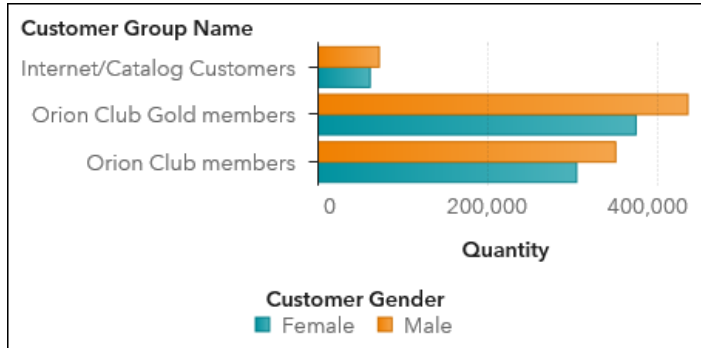 Customer Group Name
Internet/Catalog Customers
Orion Club Gold members
Orion Club members
0 200,000 400,000
Quantity
Customer Gender
Female Male